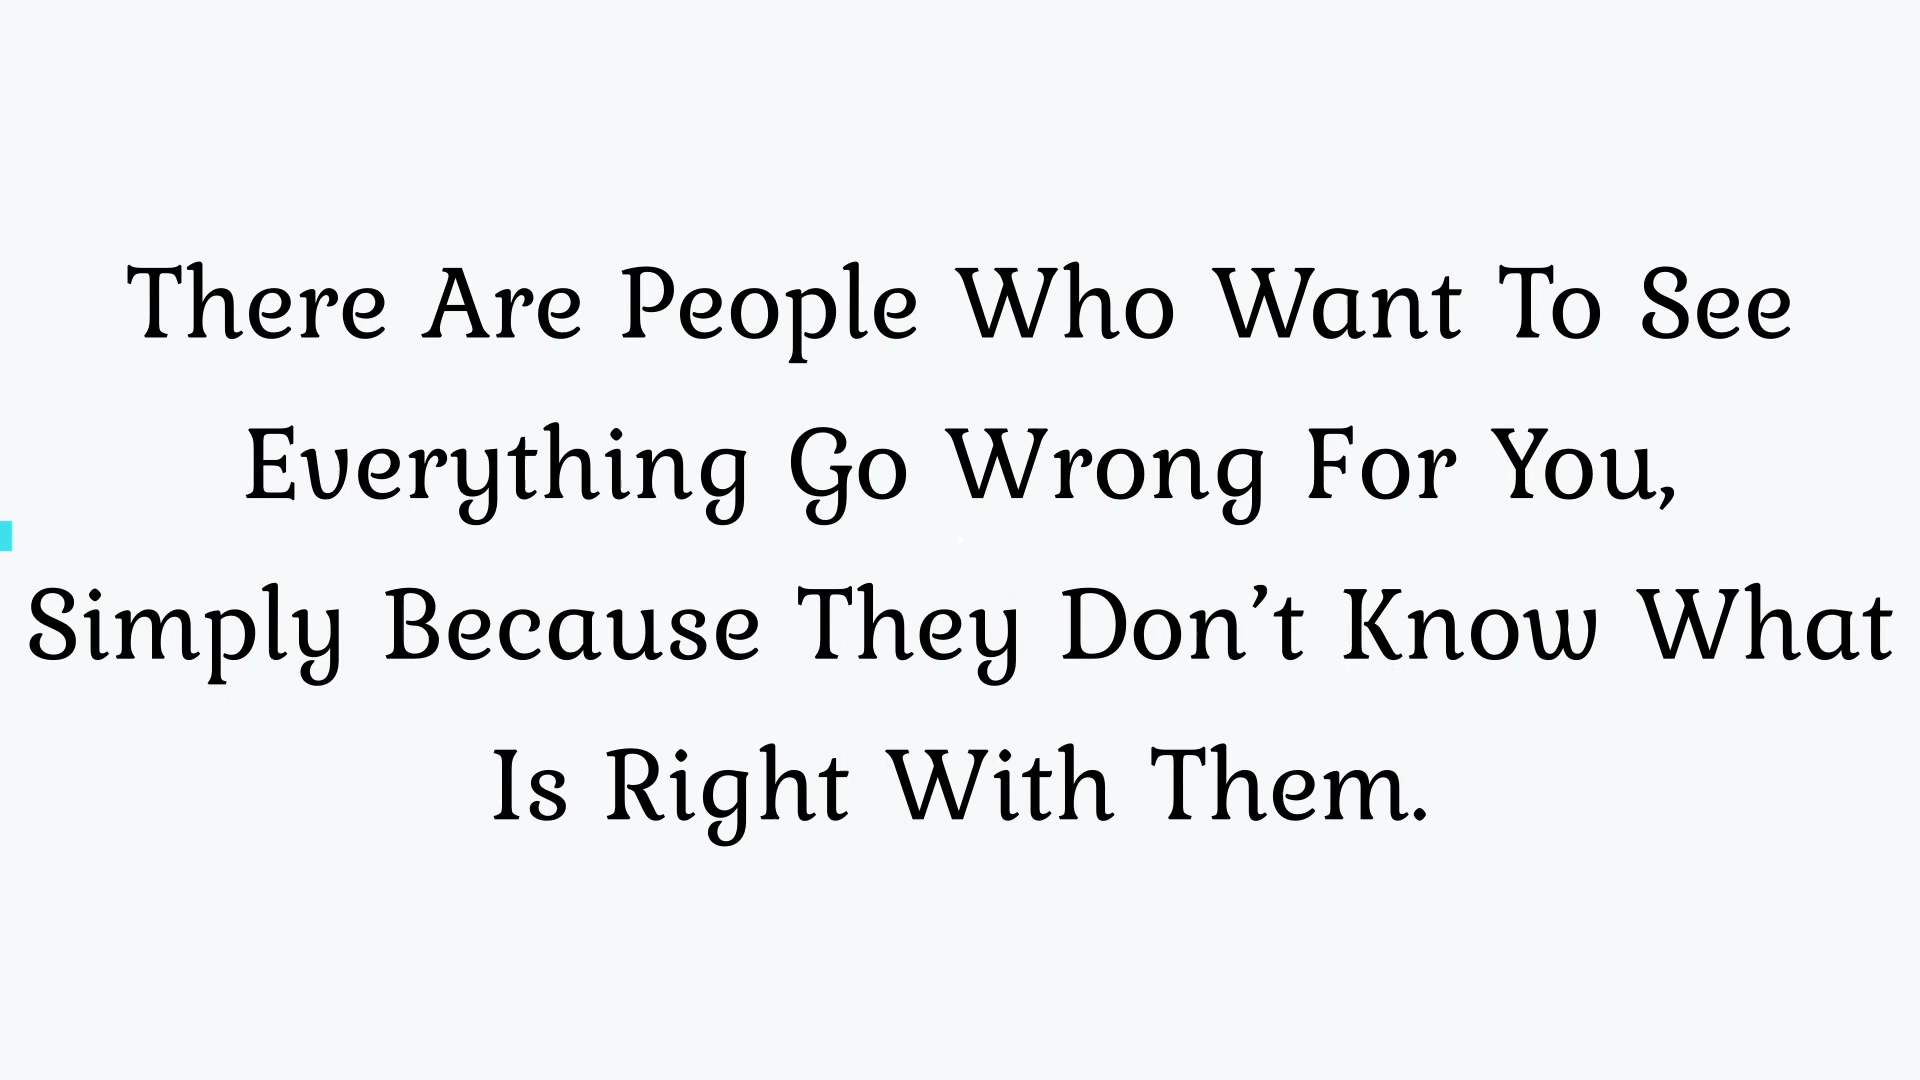 There Are People Who Want To See
Everything Go Wrong For You,
Simply Because They Don’t Know What
Is Right With Them.